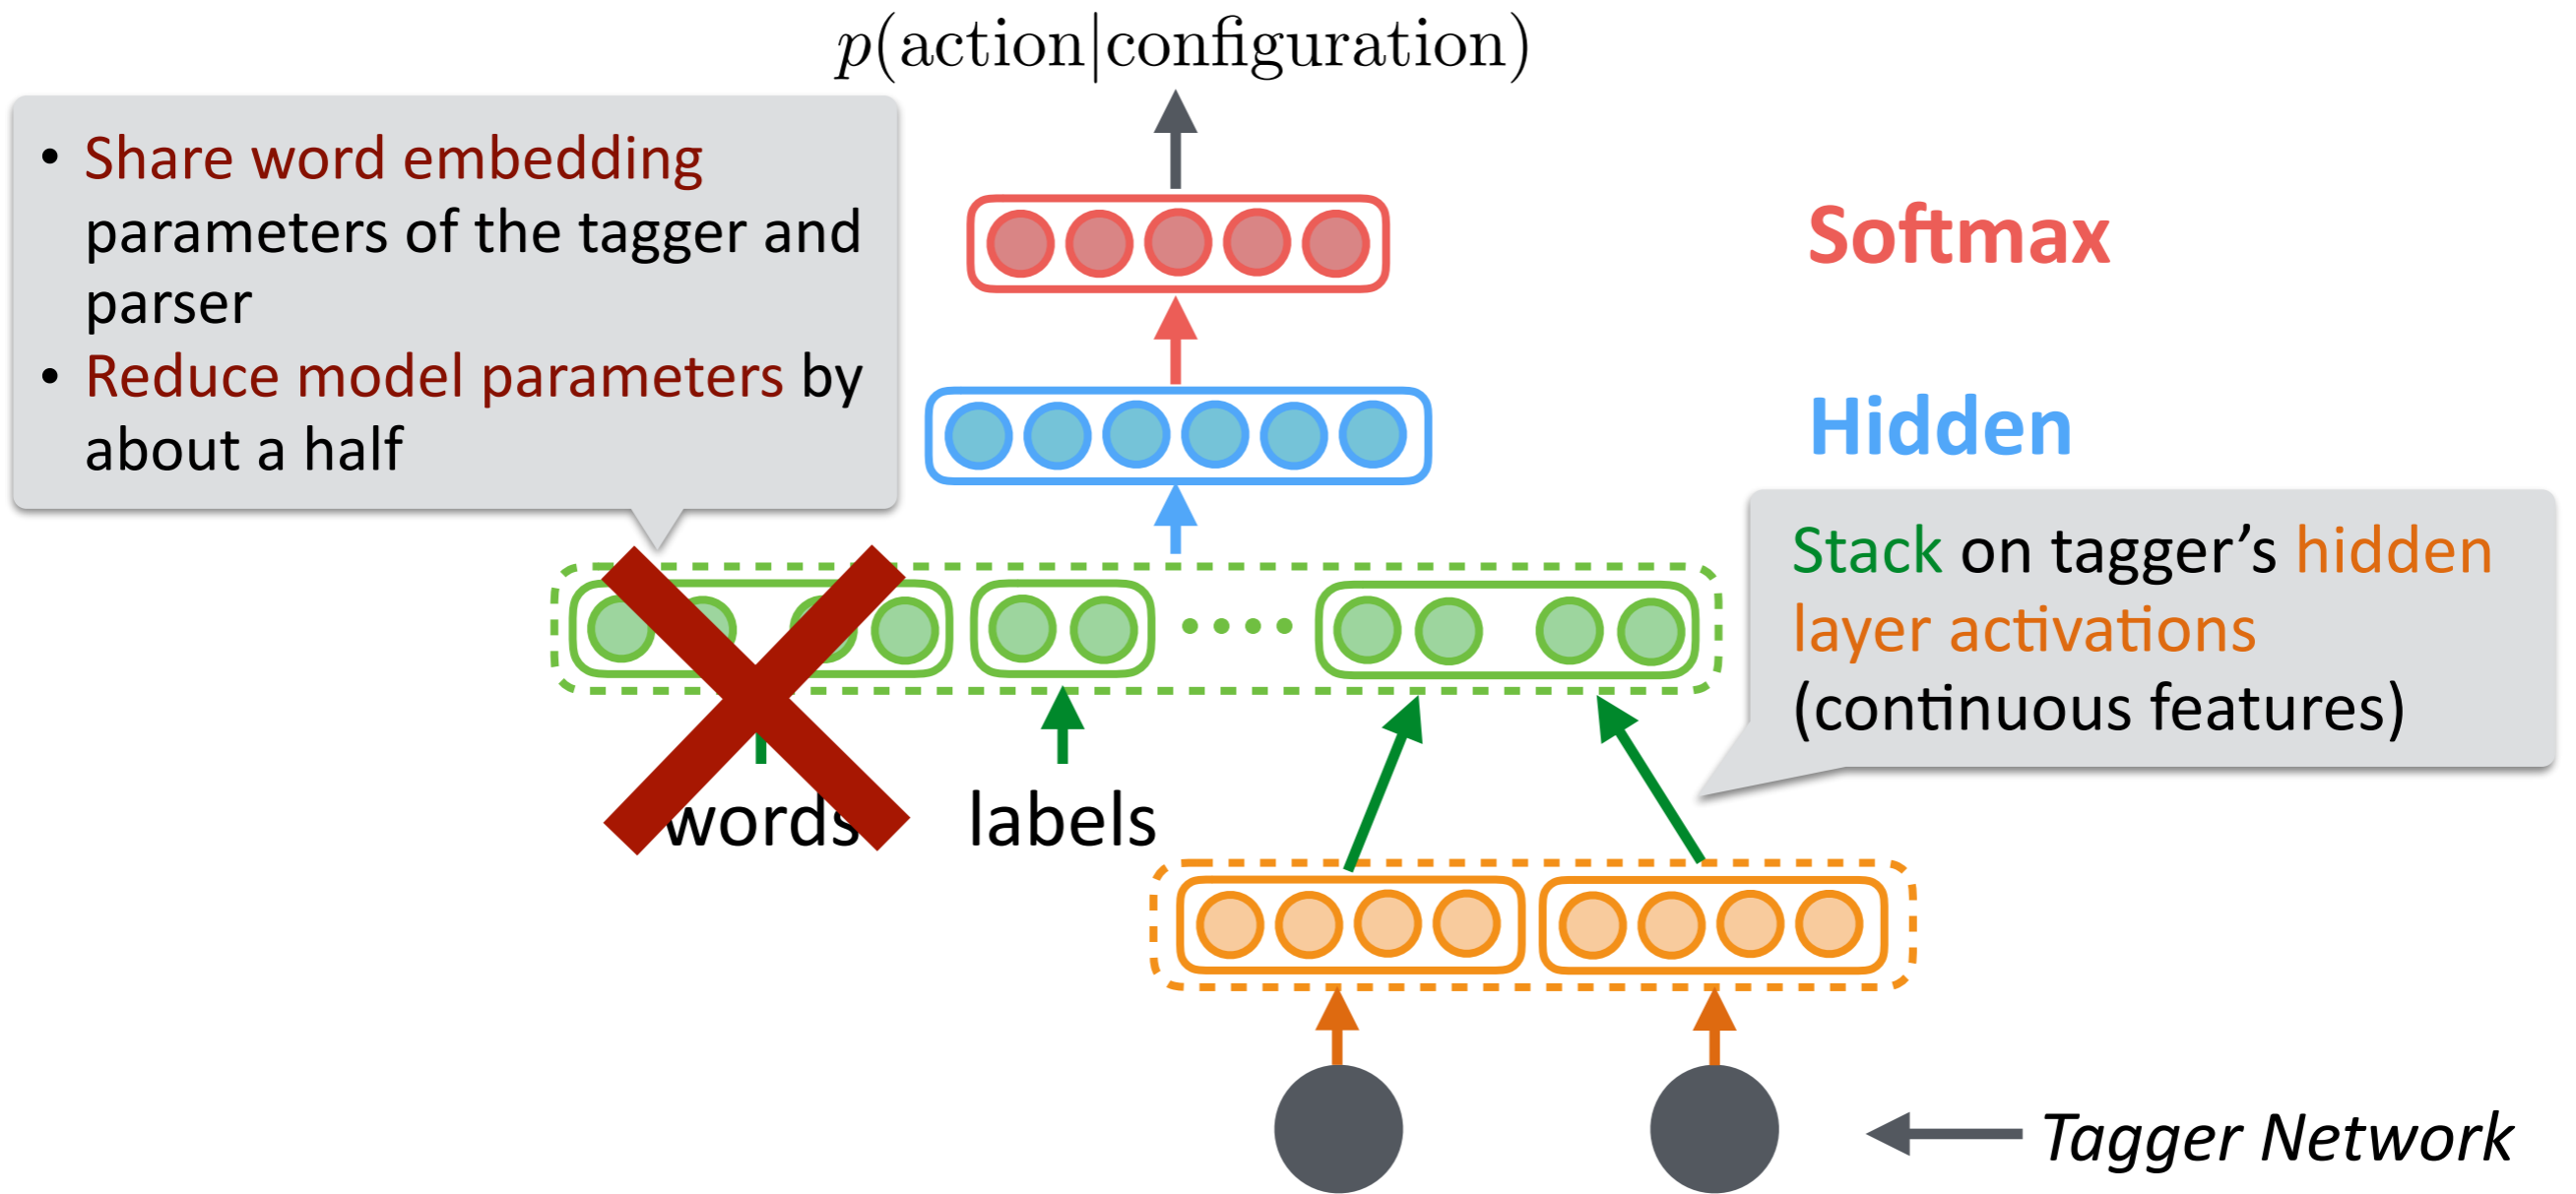 p(action|configuration)
• Share word embedding
parameters of the tagger and
parser
• Reduce model parameters by
about a half
Softmax
Hidden
Stack on tagger’s hidden
layer activations
(continuous features)
words
labels
Tagger Network